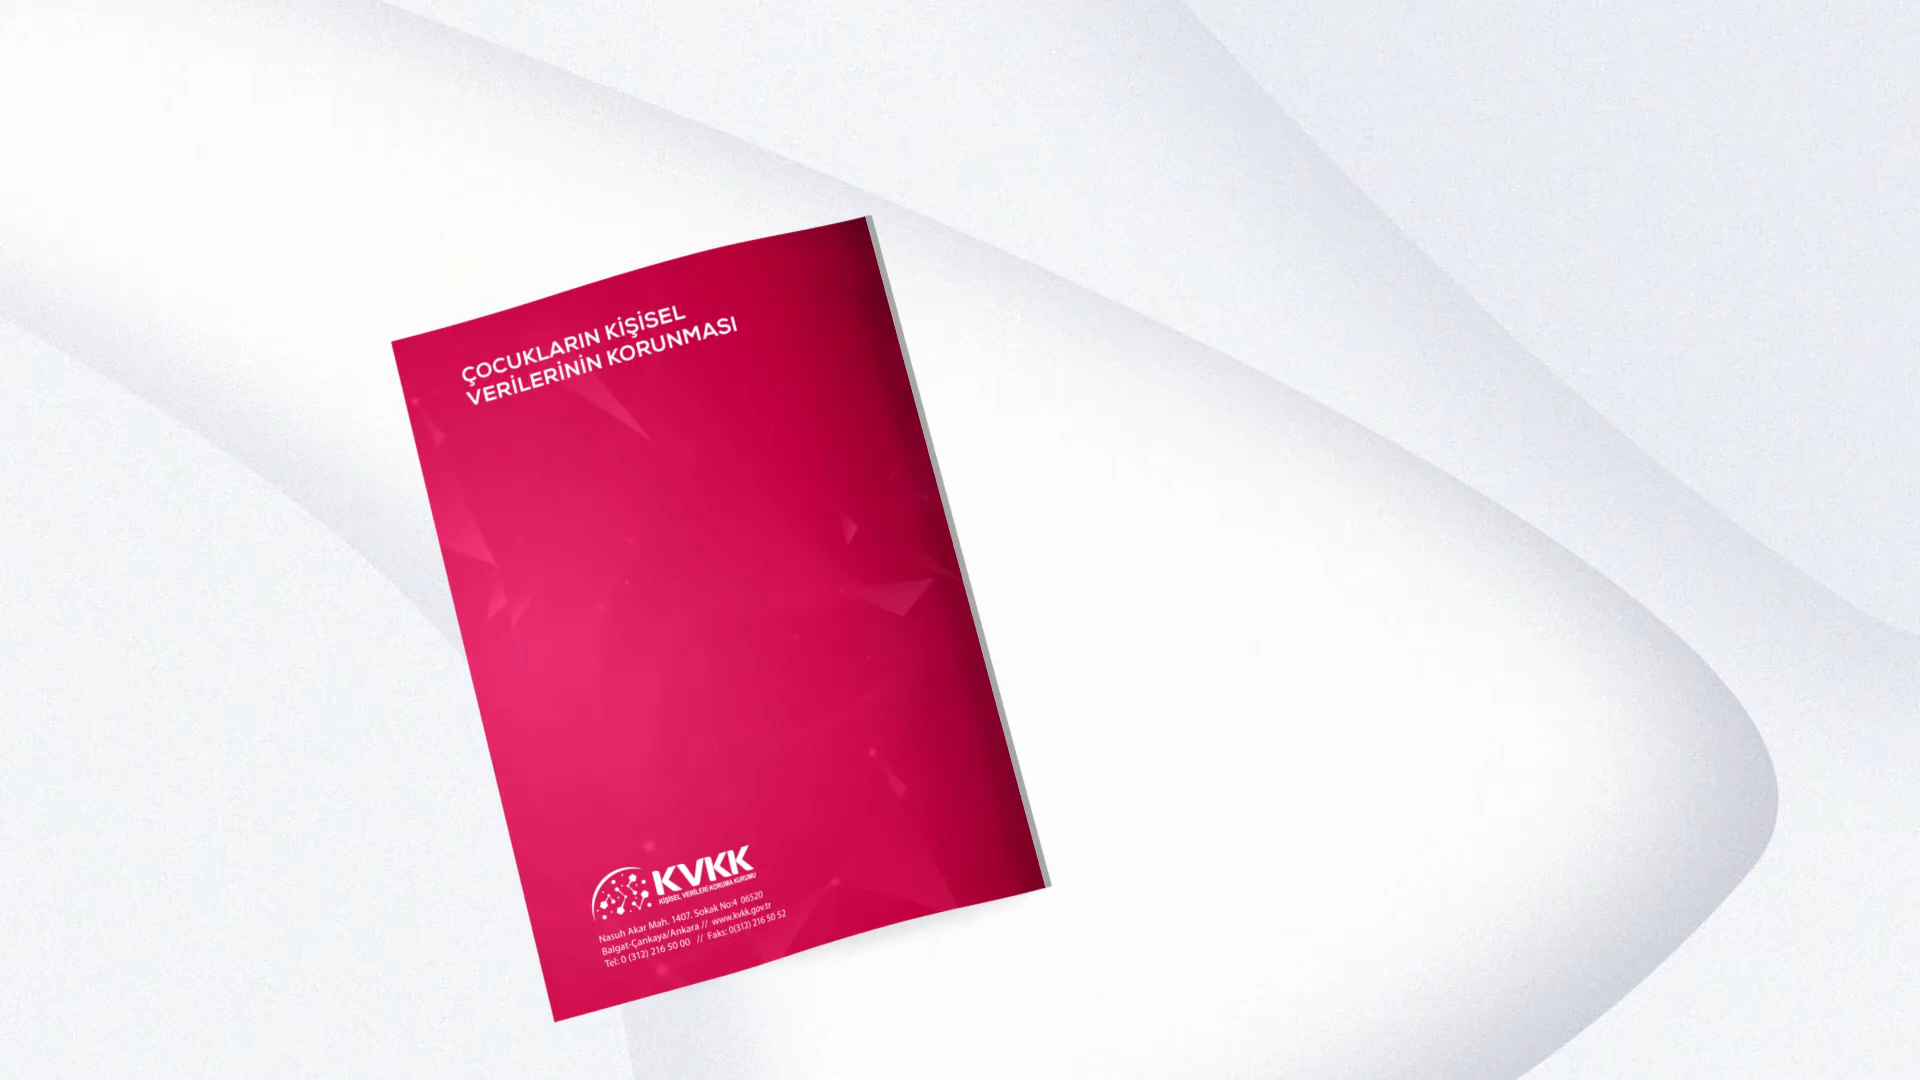 ÇOCUKLARIN KİŞİSEL
VERİLERİNİN KORUNMASI
KVKK
KİŞİSEL VERİLERİ KORUMA KURUMU
Nasuh Akar Mah. 1407. Sokak No:4 06520
Balgat-Çankaya/Ankara // www.kvkk.gov.tr
Tel: 0 (312) 216 50 00 // Faks: 0(312) 216 50 52